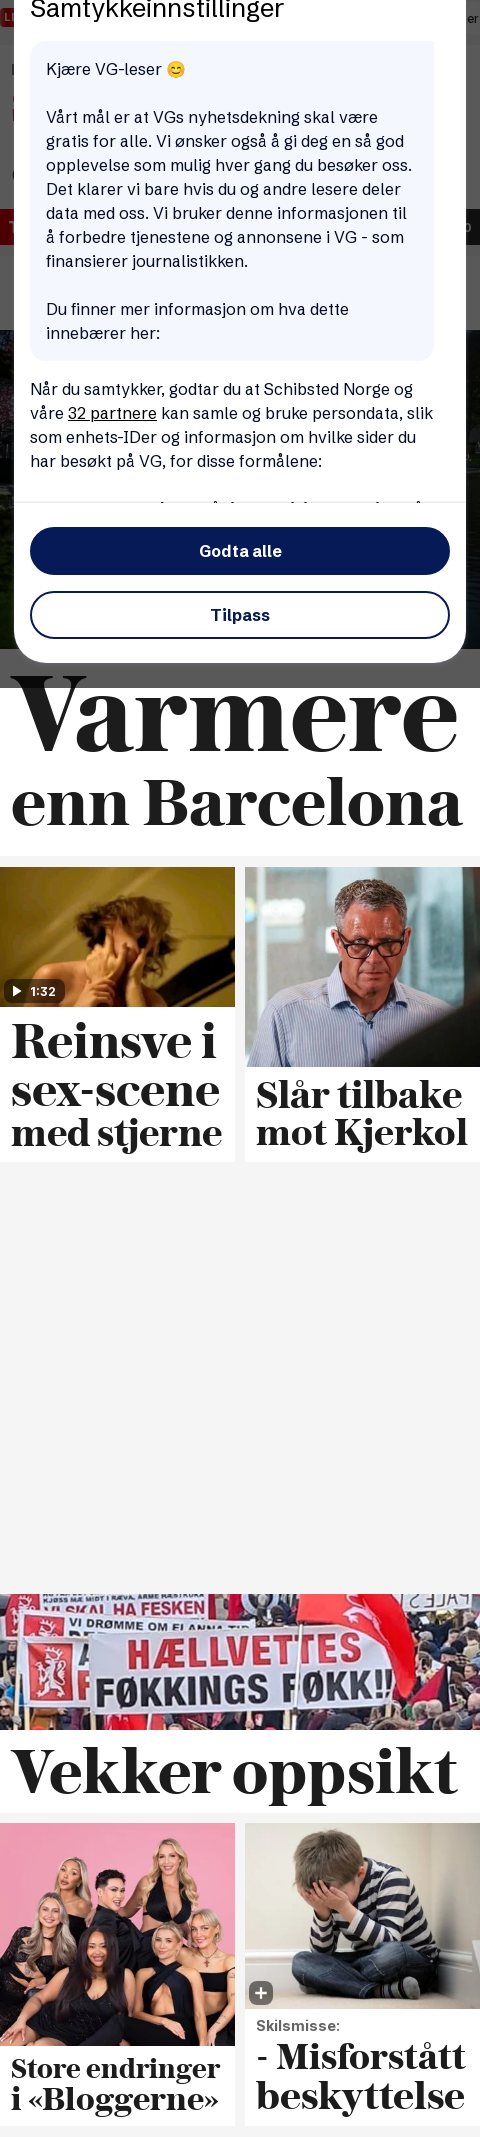 Samtykkeinnstillinger
Kjære VG-leser 😊
Vårt mål er at VGs nyhetsdekning skal være
gratis for alle. Vi ønsker også å gi deg en så god
opplevelse som mulig hver gang du besøker oss.
Det klarer vi bare hvis du og andre lesere deler
data med oss. Vi bruker denne informasjonen til
å forbedre tjenestene og annonsene i VG - som
finansierer journalistikken.
Du finner mer informasjon om hva dette
innebærer her:
Når du samtykker, godtar du at Schibsted Norge og
våre 32 partnere kan samle og bruke persondata, slik
som enhets-IDer og informasjon om hvilke sider du
har besøkt på VG, for disse formålene:
Godta alle
Tilpass
Varmere
enn Barcelona
1:32
Reinsve i
sex-scene
med stjerne
Slår tilbake
mot Kjerkol
VI SKAL HA FESKEN
VI DRØMME OM
HÆLLVETTES
FØKKINGS FØKK!!
Vekker oppsikt
Store endringer
i «Bloggerne»
Skilsmisse:
- Misforstått
beskyttelse